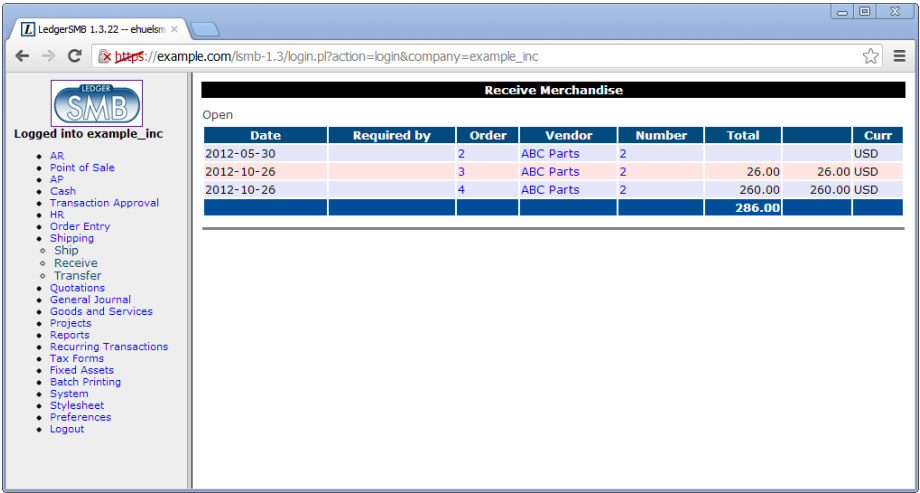 LedgerSMB 1.3.22 -- ehuelsm
https://example.com/lsmb-1.3/login.pl?action=login&company=example_inc
LEDGER
SMB
Logged into example_inc
AR
Point of Sale
AP
Cash
Transaction Approval
HR
Order Entry
Shipping
Ship
Receive
Transfer
Quotations
General Journal
Goods and Services
Projects
Reports
Recurring Transactions
Tax Forms
Fixed Assets
Batch Printing
System
Stylesheet
Preferences
Logout
Receive Merchandise
Open
Date Required by Order Vendor Number Total Curr
2012-05-30 2 ABC Parts 2 USD
2012-10-26 3 ABC Parts 2 26.00 26.00 USD
2012-10-26 4 ABC Parts 2 260.00 260.00 USD
286.00